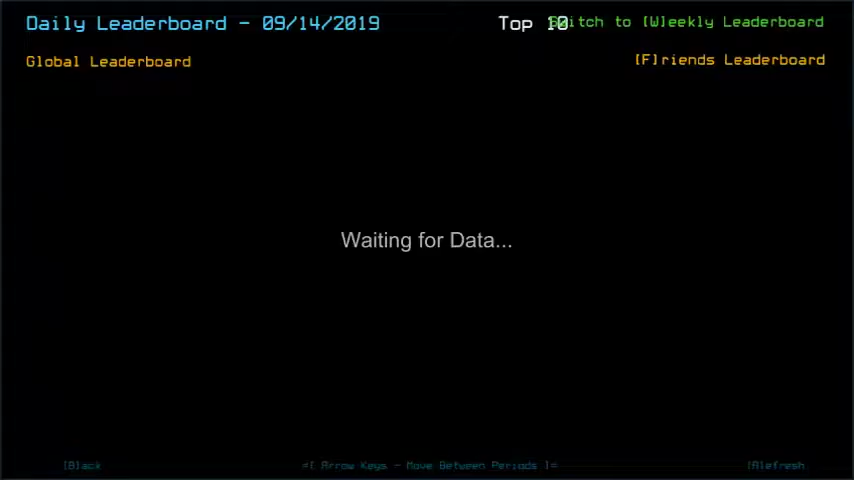 Daily Leaderboard - 09/14/2019
Top 10
Switch to [W]eekly Leaderboard
Global Leaderboard
[F]riends Leaderboard
Waiting for Data...
[B]ack
=[ Arrow Keys - Move Between Periods ]=
[R]efresh